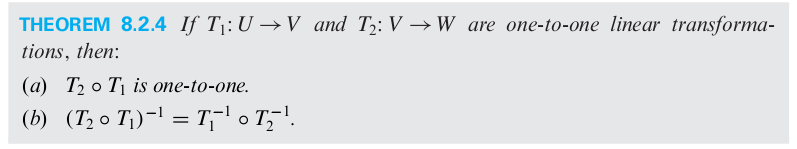 THEOREM 8.2.4 If T₁: U → V and T₂: V → W are one-to-one linear transforma-
tions, then:
(a) T₂ ∘ T₁ is one-to-one.
(b) (T₂ ∘ T₁)⁻¹ = T₁⁻¹ ∘ T₂⁻¹.